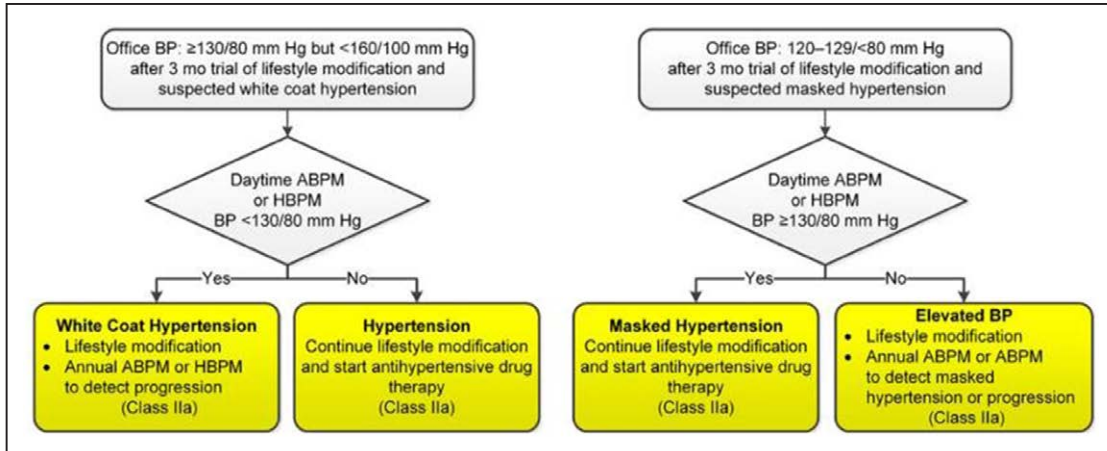 Office BP: ≥130/80 mm Hg but <160/100 mm Hg
after 3 mo trial of lifestyle modification and
suspected white coat hypertension
Daytime ABPM
or HBPM
BP <130/80 mm Hg
Yes
No
White Coat Hypertension
• Lifestyle modification
• Annual ABPM or HBPM
to detect progression
(Class IIa)
Hypertension
Continue lifestyle modification
and start antihypertensive drug
therapy
(Class IIa)
Office BP: 120–129/<80 mm Hg
after 3 mo trial of lifestyle modification and
suspected masked hypertension
Daytime ABPM
or HBPM
BP ≥130/80 mm Hg
Yes
No
Masked Hypertension
Continue lifestyle modification
and start antihypertensive drug
therapy
(Class IIa)
Elevated BP
• Lifestyle modification
• Annual ABPM or ABPM
to detect masked
hypertension or progression
(Class IIa)